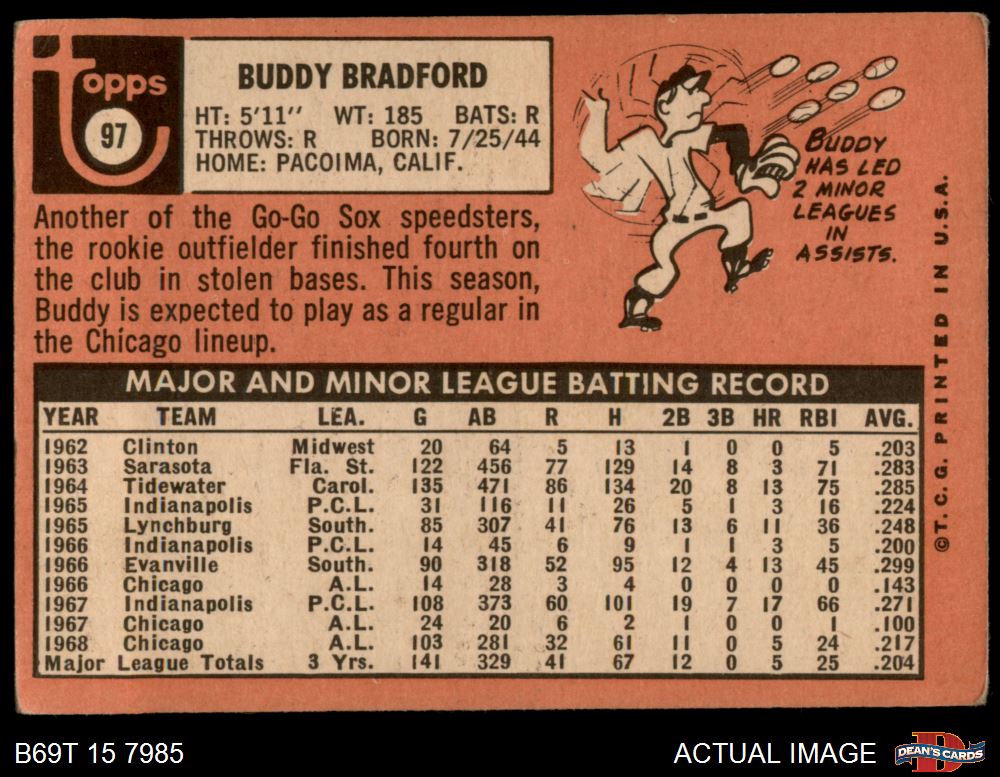 topps
97
BUDDY BRADFORD
HT: 5'11" WT: 185 BATS: R
THROWS: R BORN: 7/25/44
HOME: PACOIMA, CALIF.
Another of the Go-Go Sox speedsters,
the rookie outfielder finished fourth on
the club in stolen bases. This season,
Buddy is expected to play as a regular in
the Chicago lineup.
BUDDY
HAS LED
2 MINOR
LEAGUES
IN
ASSISTS.
©T. C. G. PRINTED IN U.S.A.
MAJOR AND MINOR LEAGUE BATTING RECORD
YEAR TEAM LEA. G AB R H 2B 3B HR RBI AVG.
1962 Clinton Midwest 20 64 5 13 1 0 0 5 .203
1963 Sarasota Fla. St. 122 456 77 129 14 8 3 71 .283
1964 Tidewater Carol. 135 471 86 134 20 8 13 75 .285
1965 Indianapolis P.C.L. 31 116 11 26 5 1 3 16 .224
1965 Lynchburg South. 85 307 41 76 13 6 11 36 .248
1966 Indianapolis P.C.L. 14 45 6 9 1 1 3 5 .200
1966 Evanville South. 90 318 52 95 12 4 13 45 .299
1966 Chicago A.L. 14 28 3 4 0 0 0 0 .143
1967 Indianapolis P.C.L. 108 373 60 101 19 7 17 66 .271
1967 Chicago A.L. 24 20 6 2 1 0 0 1 .100
1968 Chicago A.L. 103 281 32 61 11 0 5 24 .217
Major League Totals 3 Yrs. 141 329 41 67 12 0 5 25 .204
B69T 15 7985
ACTUAL IMAGE
DEAN'S CARDS